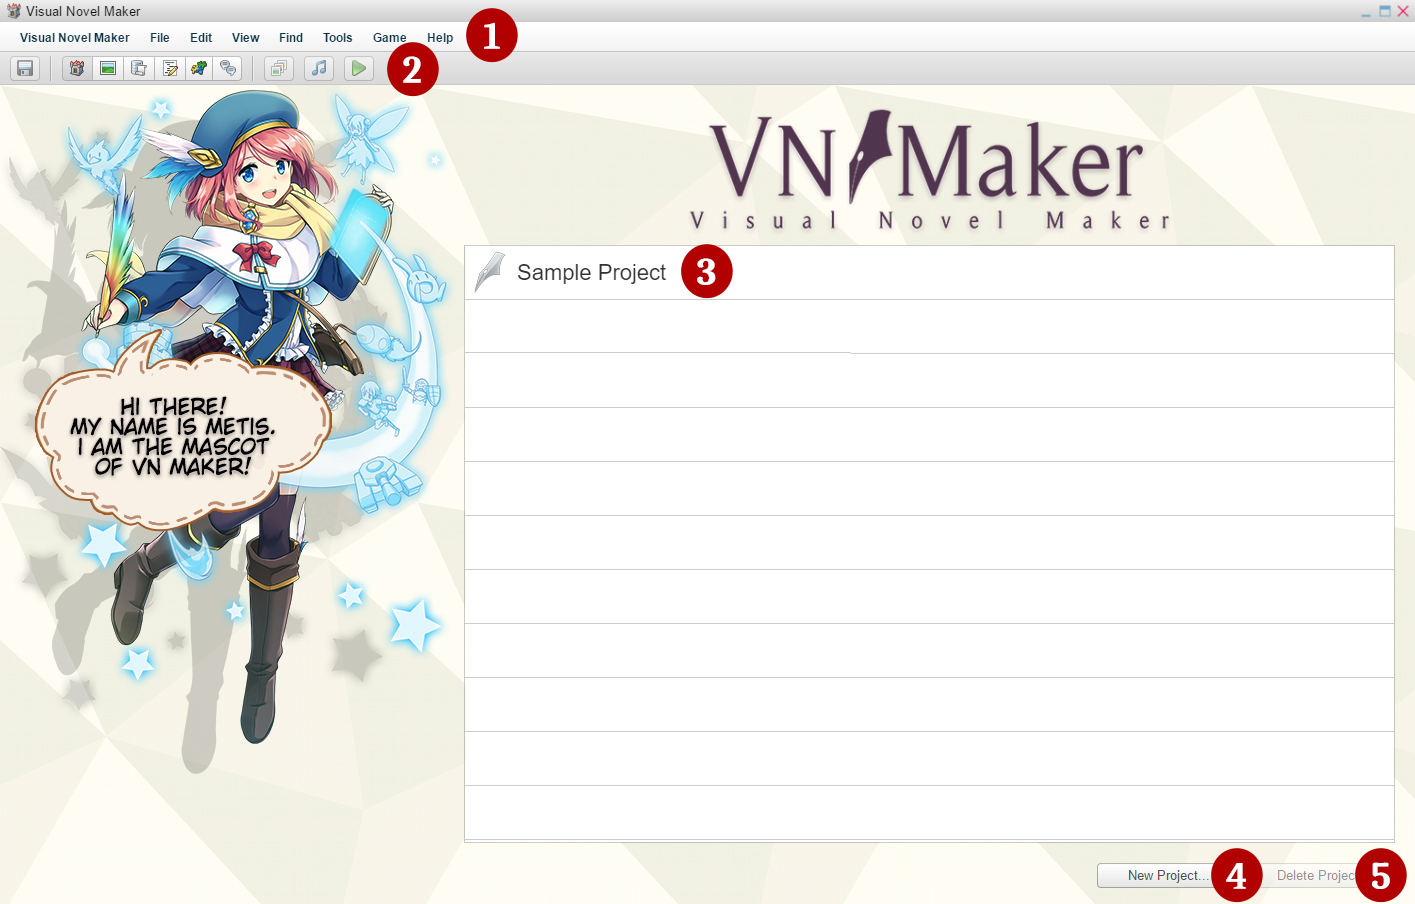 Visual Novel Maker
Visual Novel Maker File Edit View Find Tools Game Help 1
2
VN Maker
Visual Novel Maker
Sample Project 3
HI THERE!
MY NAME IS METIS.
I AM THE MASCOT
OF VN MAKER!
New Project... 4 Delete Projec 5